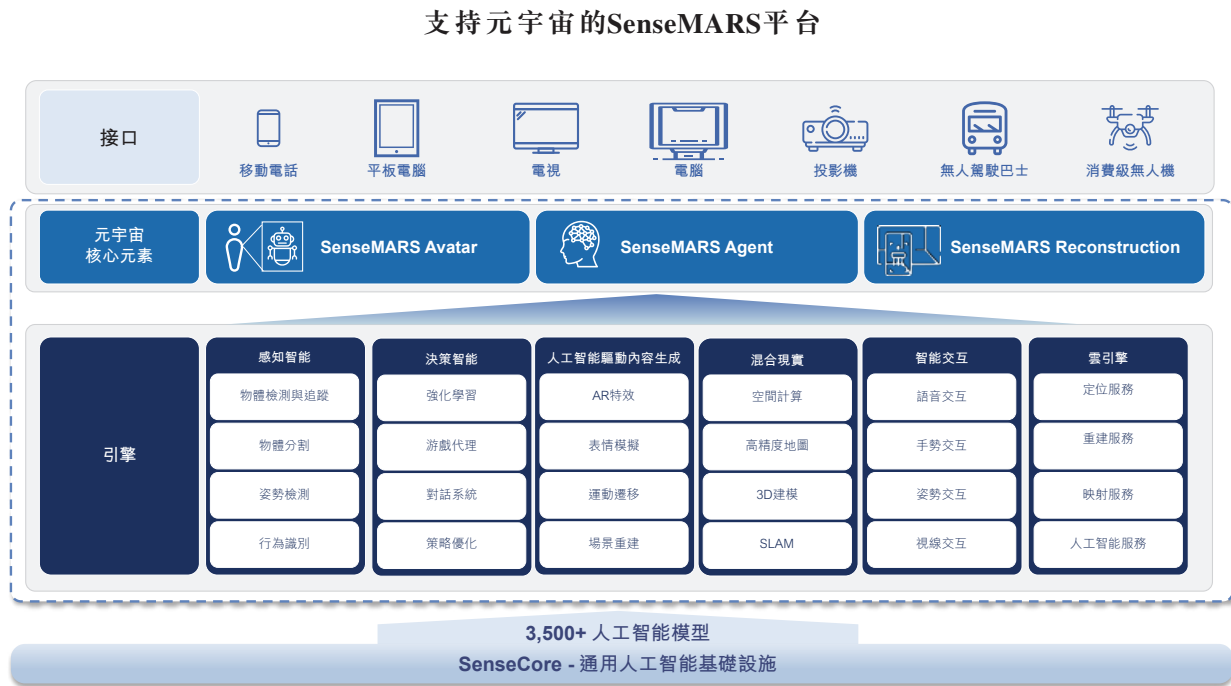 支持元宇宙的SenseMARS平台
接口
移動電話
平板電腦
電視
電腦
投影機
無人駕駛巴士
消費級無人機
元宇宙
核心元素
SenseMARS Avatar
SenseMARS Agent
SenseMARS Reconstruction
引擎
感知智能
物體檢測與追蹤
物體分割
姿勢檢測
行為識別
決策智能
強化學習
游戲代理
對話系統
策略優化
人工智能驅動內容生成
AR特效
表情模擬
運動遷移
場景重建
混合現實
空間計算
高精度地圖
3D建模
SLAM
智能交互
語音交互
手勢交互
姿勢交互
視線交互
雲引擎
定位服務
重建服務
映射服務
人工智能服務
3,500+ 人工智能模型
SenseCore - 通用人工智能基礎設施